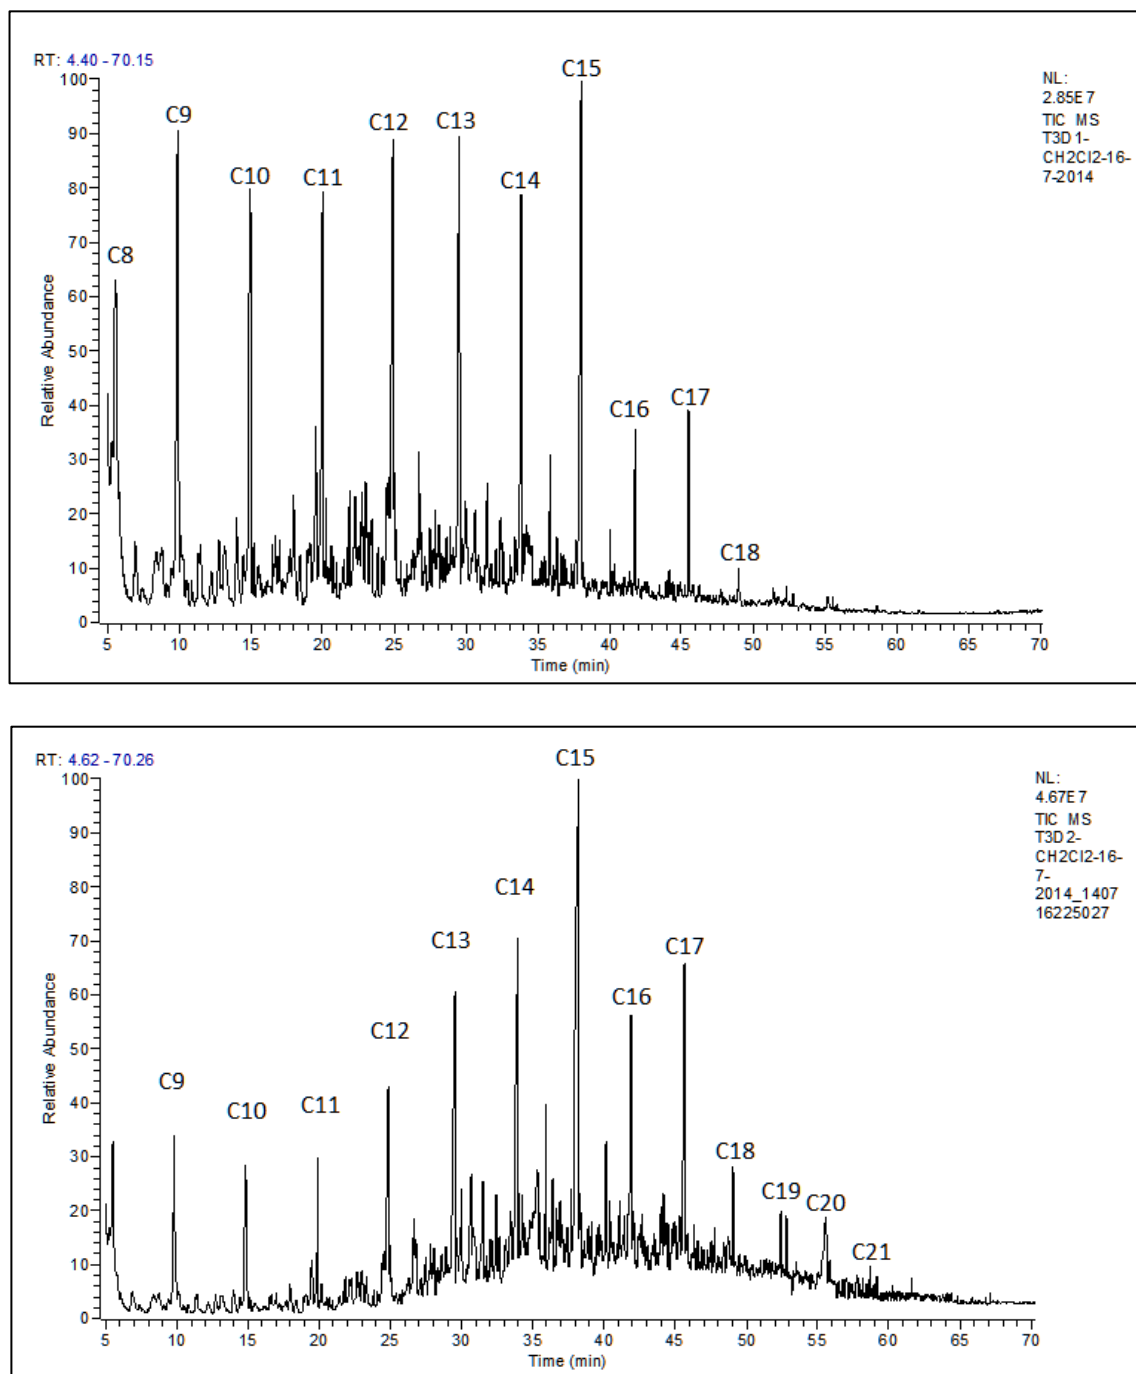 RT: 4.40 - 70.15
NL:
2.85E7
TIC MS
T3D1-
CH2Cl2-16-
7-2014
C15
C9
C12
C13
C10
C11
C14
C8
C16
C17
C18
Relative Abundance
100
90
80
70
60
50
40
30
20
10
0
5 10 15 20 25 30 35 40 45 50 55 60 65 70
Time (min)
RT: 4.62 - 70.26
NL:
4.67E7
TIC MS
T3D2-
CH2Cl2-16-
7-
2014_1407
16225027
C15
C14
C13
C17
C16
C12
C9
C10
C11
C18
C19
C20
C21
Relative Abundance
100
90
80
70
60
50
40
30
20
10
0
5 10 15 20 25 30 35 40 45 50 55 60 65 70
Time (min)